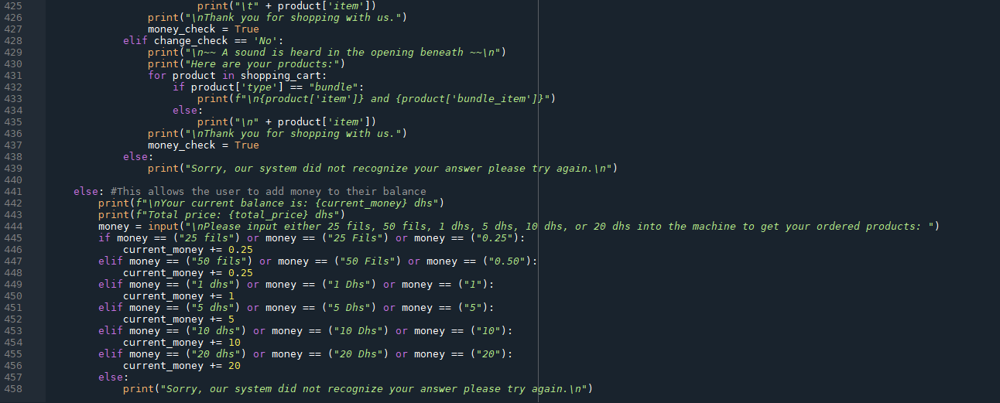 425                             print("\t" + product['item'])
426                     print("\nThank you for shopping with us.")
427                     money_check = True
428                 elif change_check == 'No':
429                     print("\n~~ A sound is heard in the opening beneath ~~\n")
430                     print("Here are your products:")
431                     for product in shopping_cart:
432                         if product['type'] == "bundle":
433                             print(f"\n{product['item']} and {product['bundle_item']}")
434                         else:
435                             print("\n" + product['item'])
436                     print("\nThank you for shopping with us.")
437                     money_check = True
438                 else:
439                     print("Sorry, our system did not recognize your answer please try again.\n")
440
441         else: #This allows the user to add money to their balance
442             print(f"\nYour current balance is: {current_money} dhs")
443             print(f"Total price: {total_price} dhs")
444             money = input("\nPlease input either 25 fils, 50 fils, 1 dhs, 5 dhs, 10 dhs, or 20 dhs into the machine to get your ordered products: ")
445             if money == ("25 fils") or money == ("25 Fils") or money == ("0.25"):
446                 current_money += 0.25
447             elif money == ("50 fils") or money == ("50 Fils") or money == ("0.50"):
448                 current_money += 0.25
449             elif money == ("1 dhs") or money == ("1 Dhs") or money == ("1"):
450                 current_money += 1
451             elif money == ("5 dhs") or money == ("5 Dhs") or money == ("5"):
452                 current_money += 5
453             elif money == ("10 dhs") or money == ("10 Dhs") or money == ("10"):
454                 current_money += 10
455             elif money == ("20 dhs") or money == ("20 Dhs") or money == ("20"):
456                 current_money += 20
457             else:
458                 print("Sorry, our system did not recognize your answer please try again.\n")